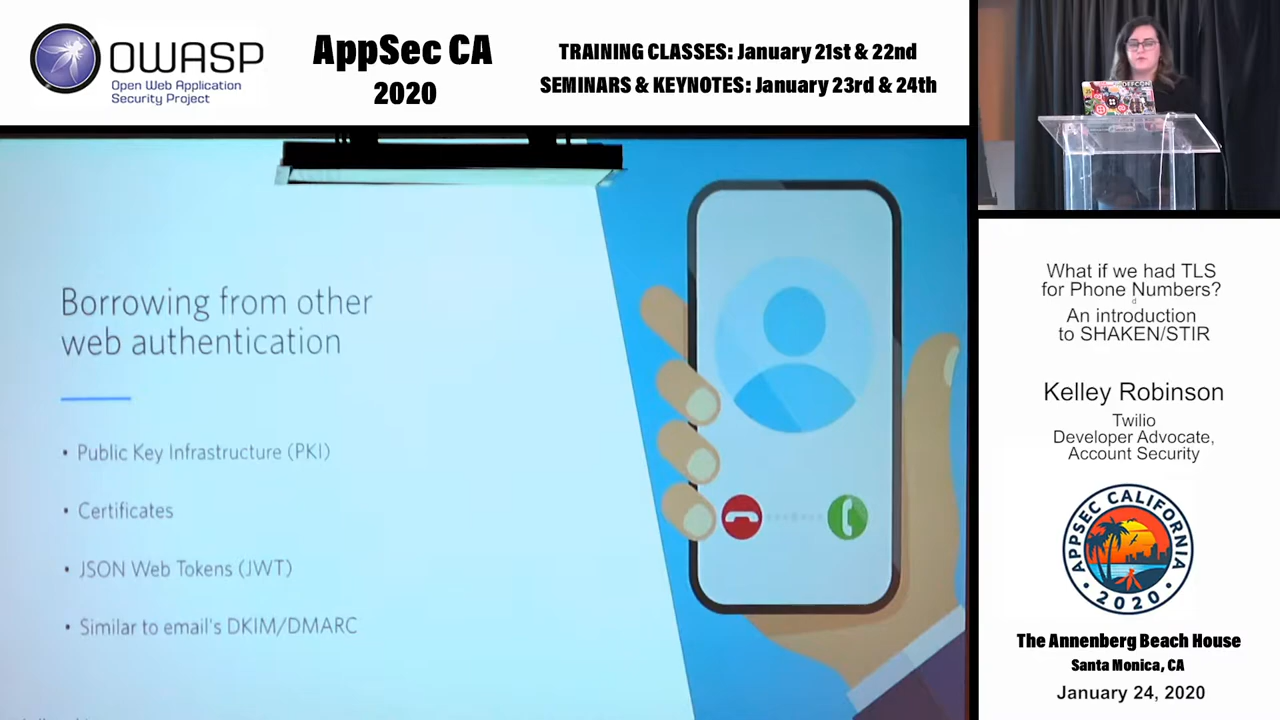 OWASP
Open Web Application
Security Project
AppSec CA
2020
TRAINING CLASSES: January 21st & 22nd
SEMINARS & KEYNOTES: January 23rd & 24th
Borrowing from other
web authentication
• Public Key Infrastructure (PKI)
• Certificates
• JSON Web Tokens (JWT)
• Similar to email's DKIM/DMARC
DEFCON
What if we had TLS
for Phone Numbers?
d
An introduction
to SHAKEN/STIR
Kelley Robinson
Twilio
Developer Advocate,
Account Security
APPSEC CALIFORNIA
• 2020 •
The Annenberg Beach House
Santa Monica, CA
January 24, 2020